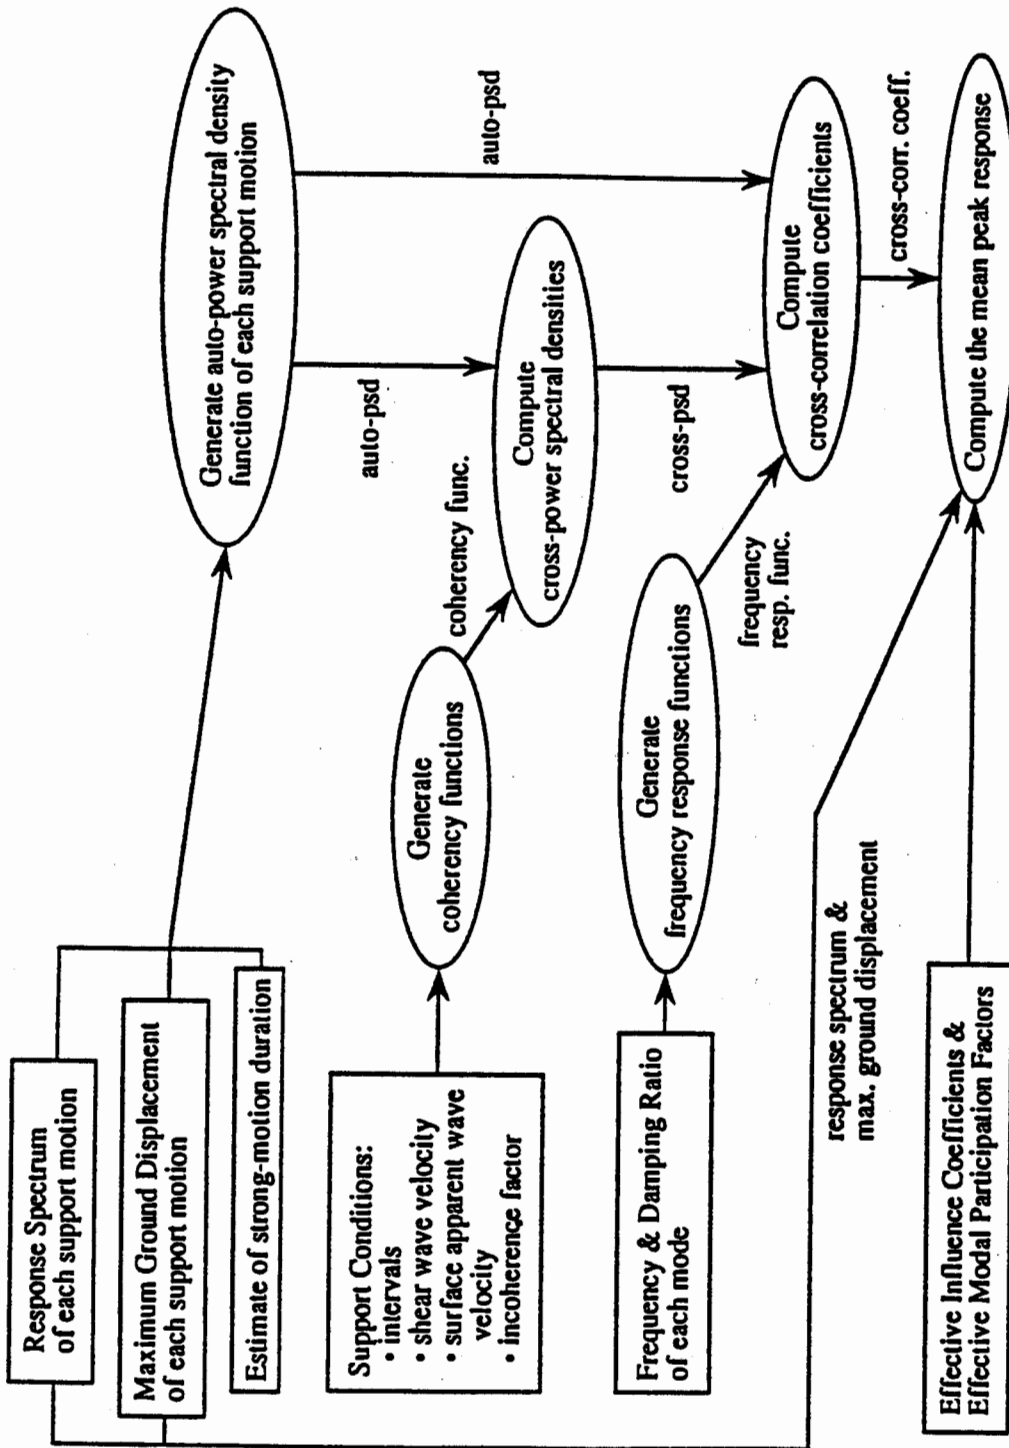 Response Spectrum
of each support motion
Maximum Ground Displacement
of each support motion
Estimate of strong-motion duration
Generate auto-power spectral density
function of each support motion
auto-psd
auto-psd
Support Conditions:
• intervals
• shear wave velocity
• surface apparent wave
velocity
• incoherence factor
Generate
coherency functions
coherency func.
Compute
cross-power spectral densities
cross-psd
Frequency & Damping Ratio
of each mode
Generate
frequency response functions
frequency
resp. func.
Compute
cross-correlation coefficients
cross-corr. coeff.
response spectrum &
max. ground displacement
Effective Influence Coefficients &
Effective Modal Participation Factors
Compute the mean peak response